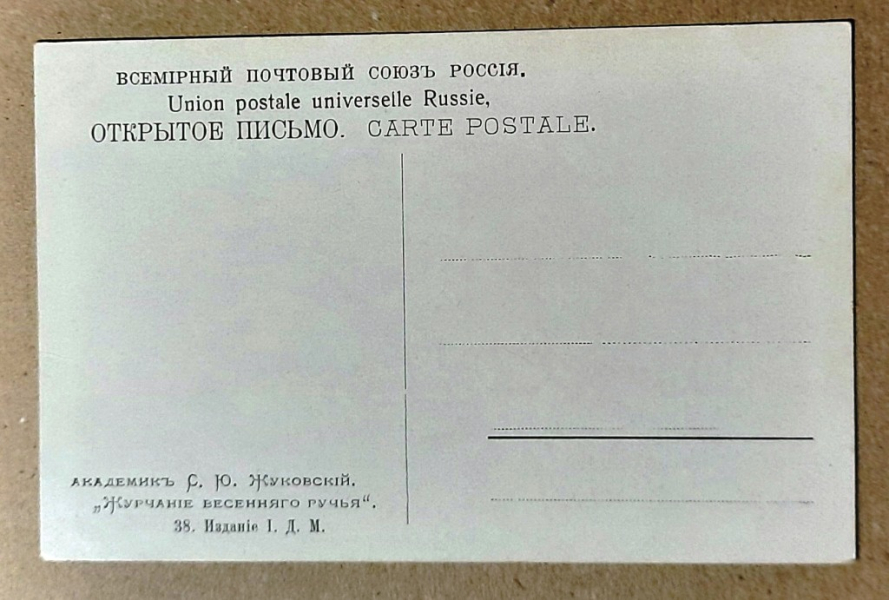 ВСЕМІРНЫЙ ПОЧТОВЫЙ СОЮЗЪ РОССІЯ.
Union postale universelle Russie,
ОТКРЫТОЕ ПИСЬМО. CARTE POSTALE.
АКАДЕМИКЪ С. Ю. ЖУКОВСКІЙ.
„ЖУРЧАНІЕ ВЕСЕННЯГО РУЧЬЯ“.
38. Изданіе І. Д. М.